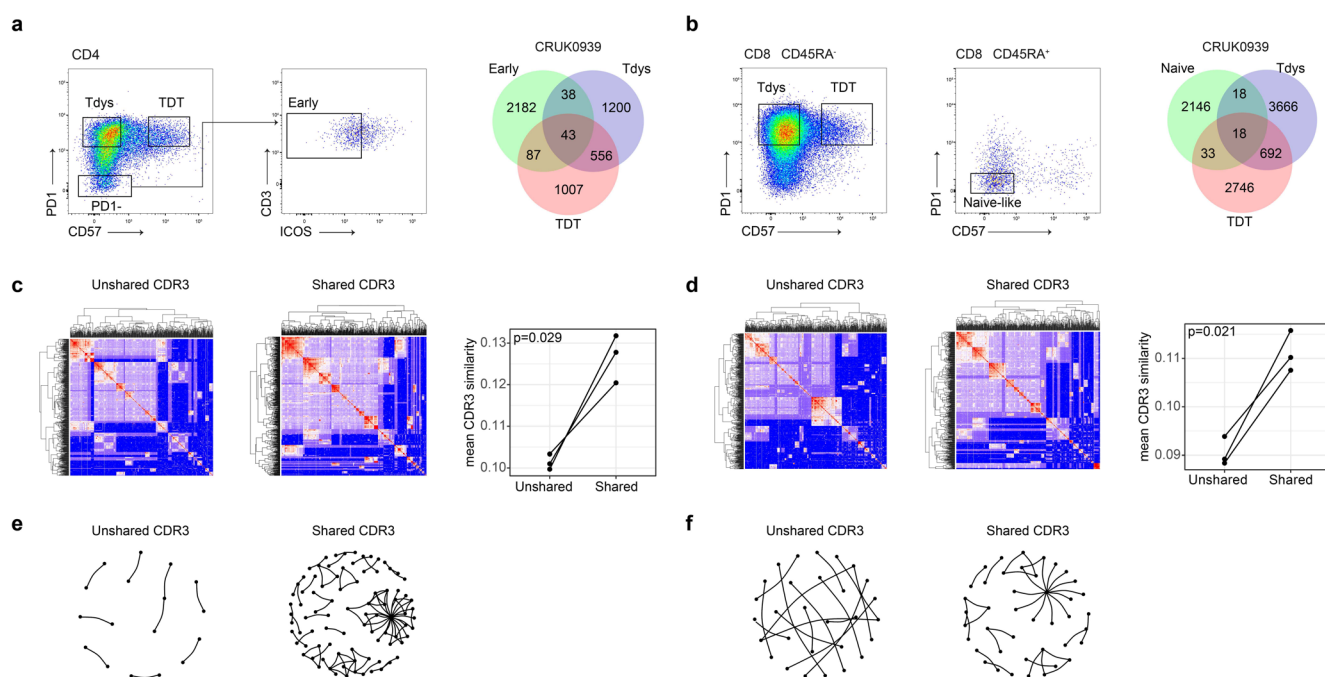 a
CD4
Tdys
TDT
PD1-
PD1
CD57
Early
CD3
ICOS
CRUK0939
Early
Tdys
2182
38
1200
43
87
556
1007
TDT
b
CD8 CD45RA-
Tdys
TDT
PD1
CD57
CD8 CD45RA+
Naive-like
PD1
CD57
CRUK0939
Naive
Tdys
2146
18
3666
18
33
692
2746
TDT
c
Unshared CDR3
Shared CDR3
p=0.029
mean CDR3 similarity
0.13
0.12
0.11
0.10
Unshared
Shared
d
Unshared CDR3
Shared CDR3
p=0.021
mean CDR3 similarity
0.11
0.10
0.09
Unshared
Shared
e
Unshared CDR3
Shared CDR3
f
Unshared CDR3
Shared CDR3